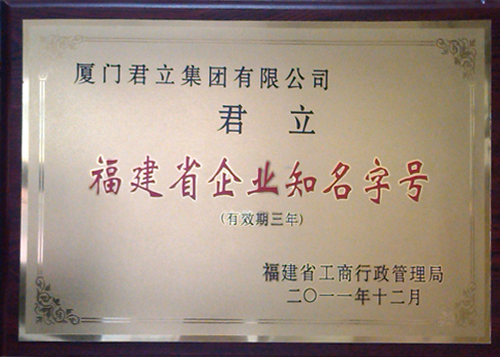 厦门君立集团有限公司
君立
福建省企业知名字号
(有效期三年)
福建省工商行政管理局
二〇一一年十二月